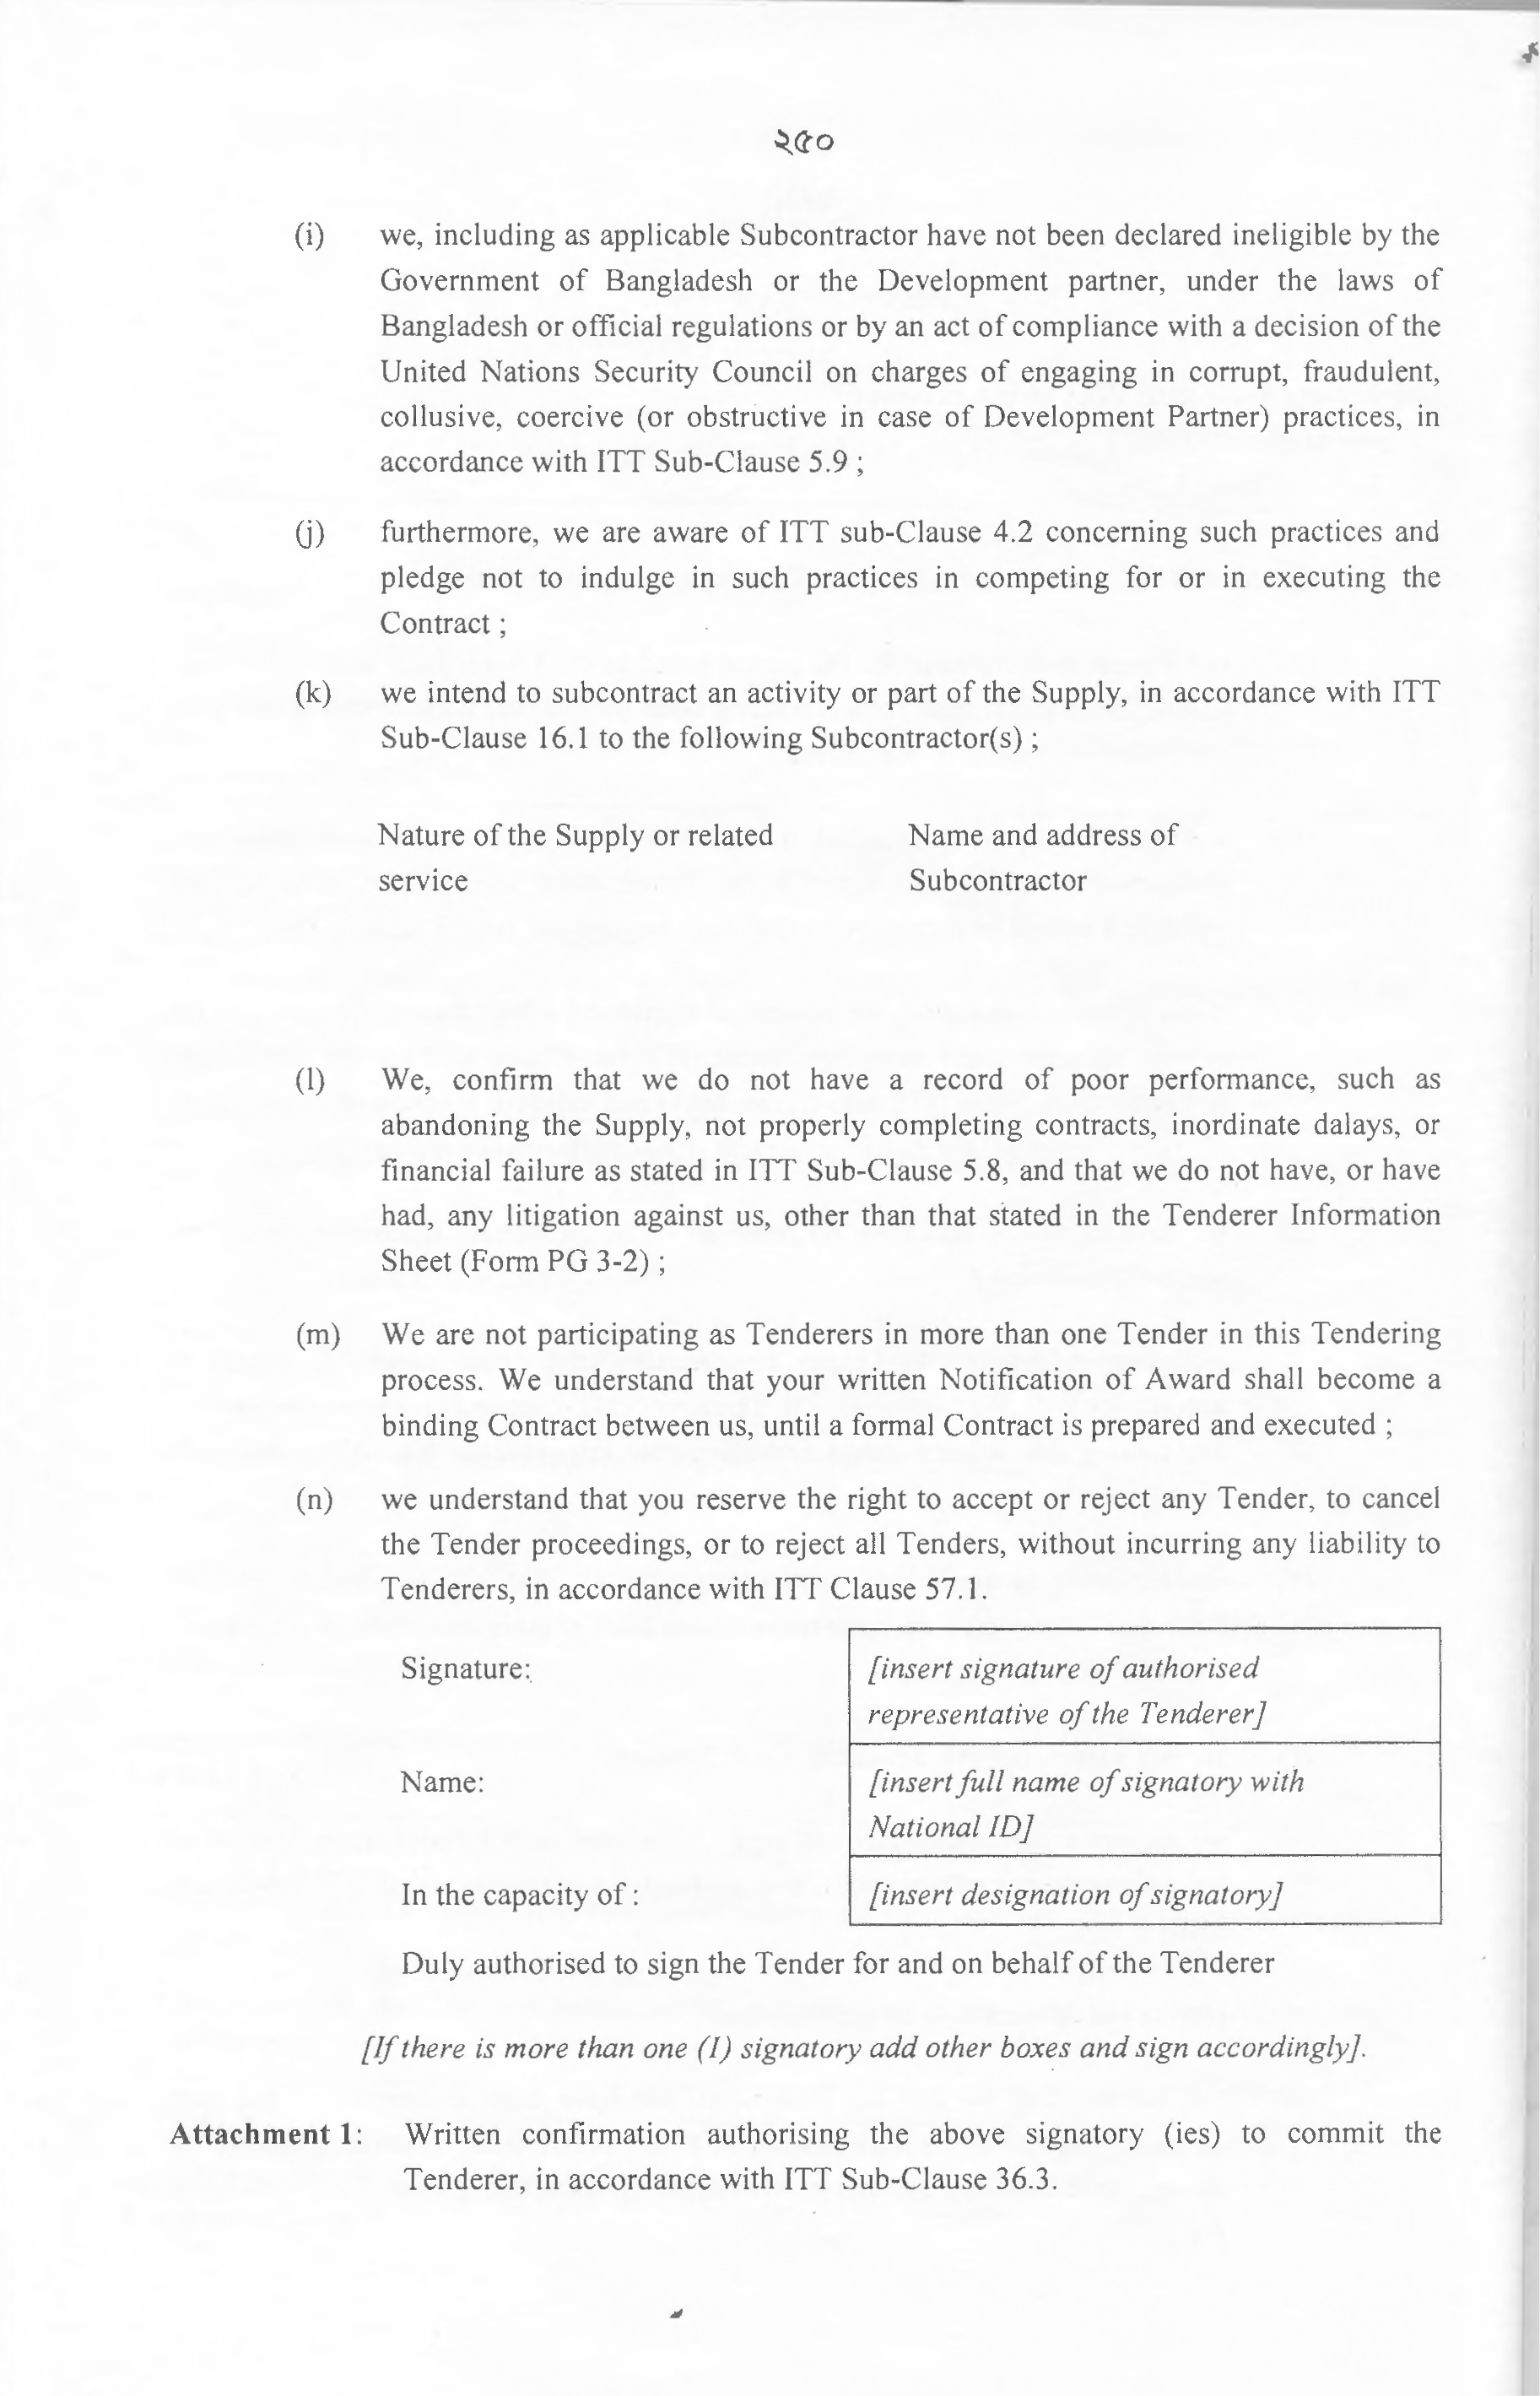 ২৫০
(i) we, including as applicable Subcontractor have not been declared ineligible by the
Government of Bangladesh or the Development partner, under the laws of
Bangladesh or official regulations or by an act of compliance with a decision of the
United Nations Security Council on charges of engaging in corrupt, fraudulent,
collusive, coercive (or obstructive in case of Development Partner) practices, in
accordance with ITT Sub-Clause 5.9 ;
(j) furthermore, we are aware of ITT sub-Clause 4.2 concerning such practices and
pledge not to indulge in such practices in competing for or in executing the
Contract ;
(k) we intend to subcontract an activity or part of the Supply, in accordance with ITT
Sub-Clause 16.1 to the following Subcontractor(s) ;
Nature of the Supply or related
service
Name and address of
Subcontractor
(l) We, confirm that we do not have a record of poor performance, such as
abandoning the Supply, not properly completing contracts, inordinate dalays, or
financial failure as stated in ITT Sub-Clause 5.8, and that we do not have, or have
had, any litigation against us, other than that stated in the Tenderer Information
Sheet (Form PG 3-2) ;
(m) We are not participating as Tenderers in more than one Tender in this Tendering
process. We understand that your written Notification of Award shall become a
binding Contract between us, until a formal Contract is prepared and executed ;
(n) we understand that you reserve the right to accept or reject any Tender, to cancel
the Tender proceedings, or to reject all Tenders, without incurring any liability to
Tenderers, in accordance with ITT Clause 57.1.
Signature:
[insert signature of authorised
representative of the Tenderer]
Name:
[insert full name of signatory with
National ID]
In the capacity of :
[insert designation of signatory]
Duly authorised to sign the Tender for and on behalf of the Tenderer
[If there is more than one (1) signatory add other boxes and sign accordingly].
Attachment 1: Written confirmation authorising the above signatory (ies) to commit the
Tenderer, in accordance with ITT Sub-Clause 36.3.